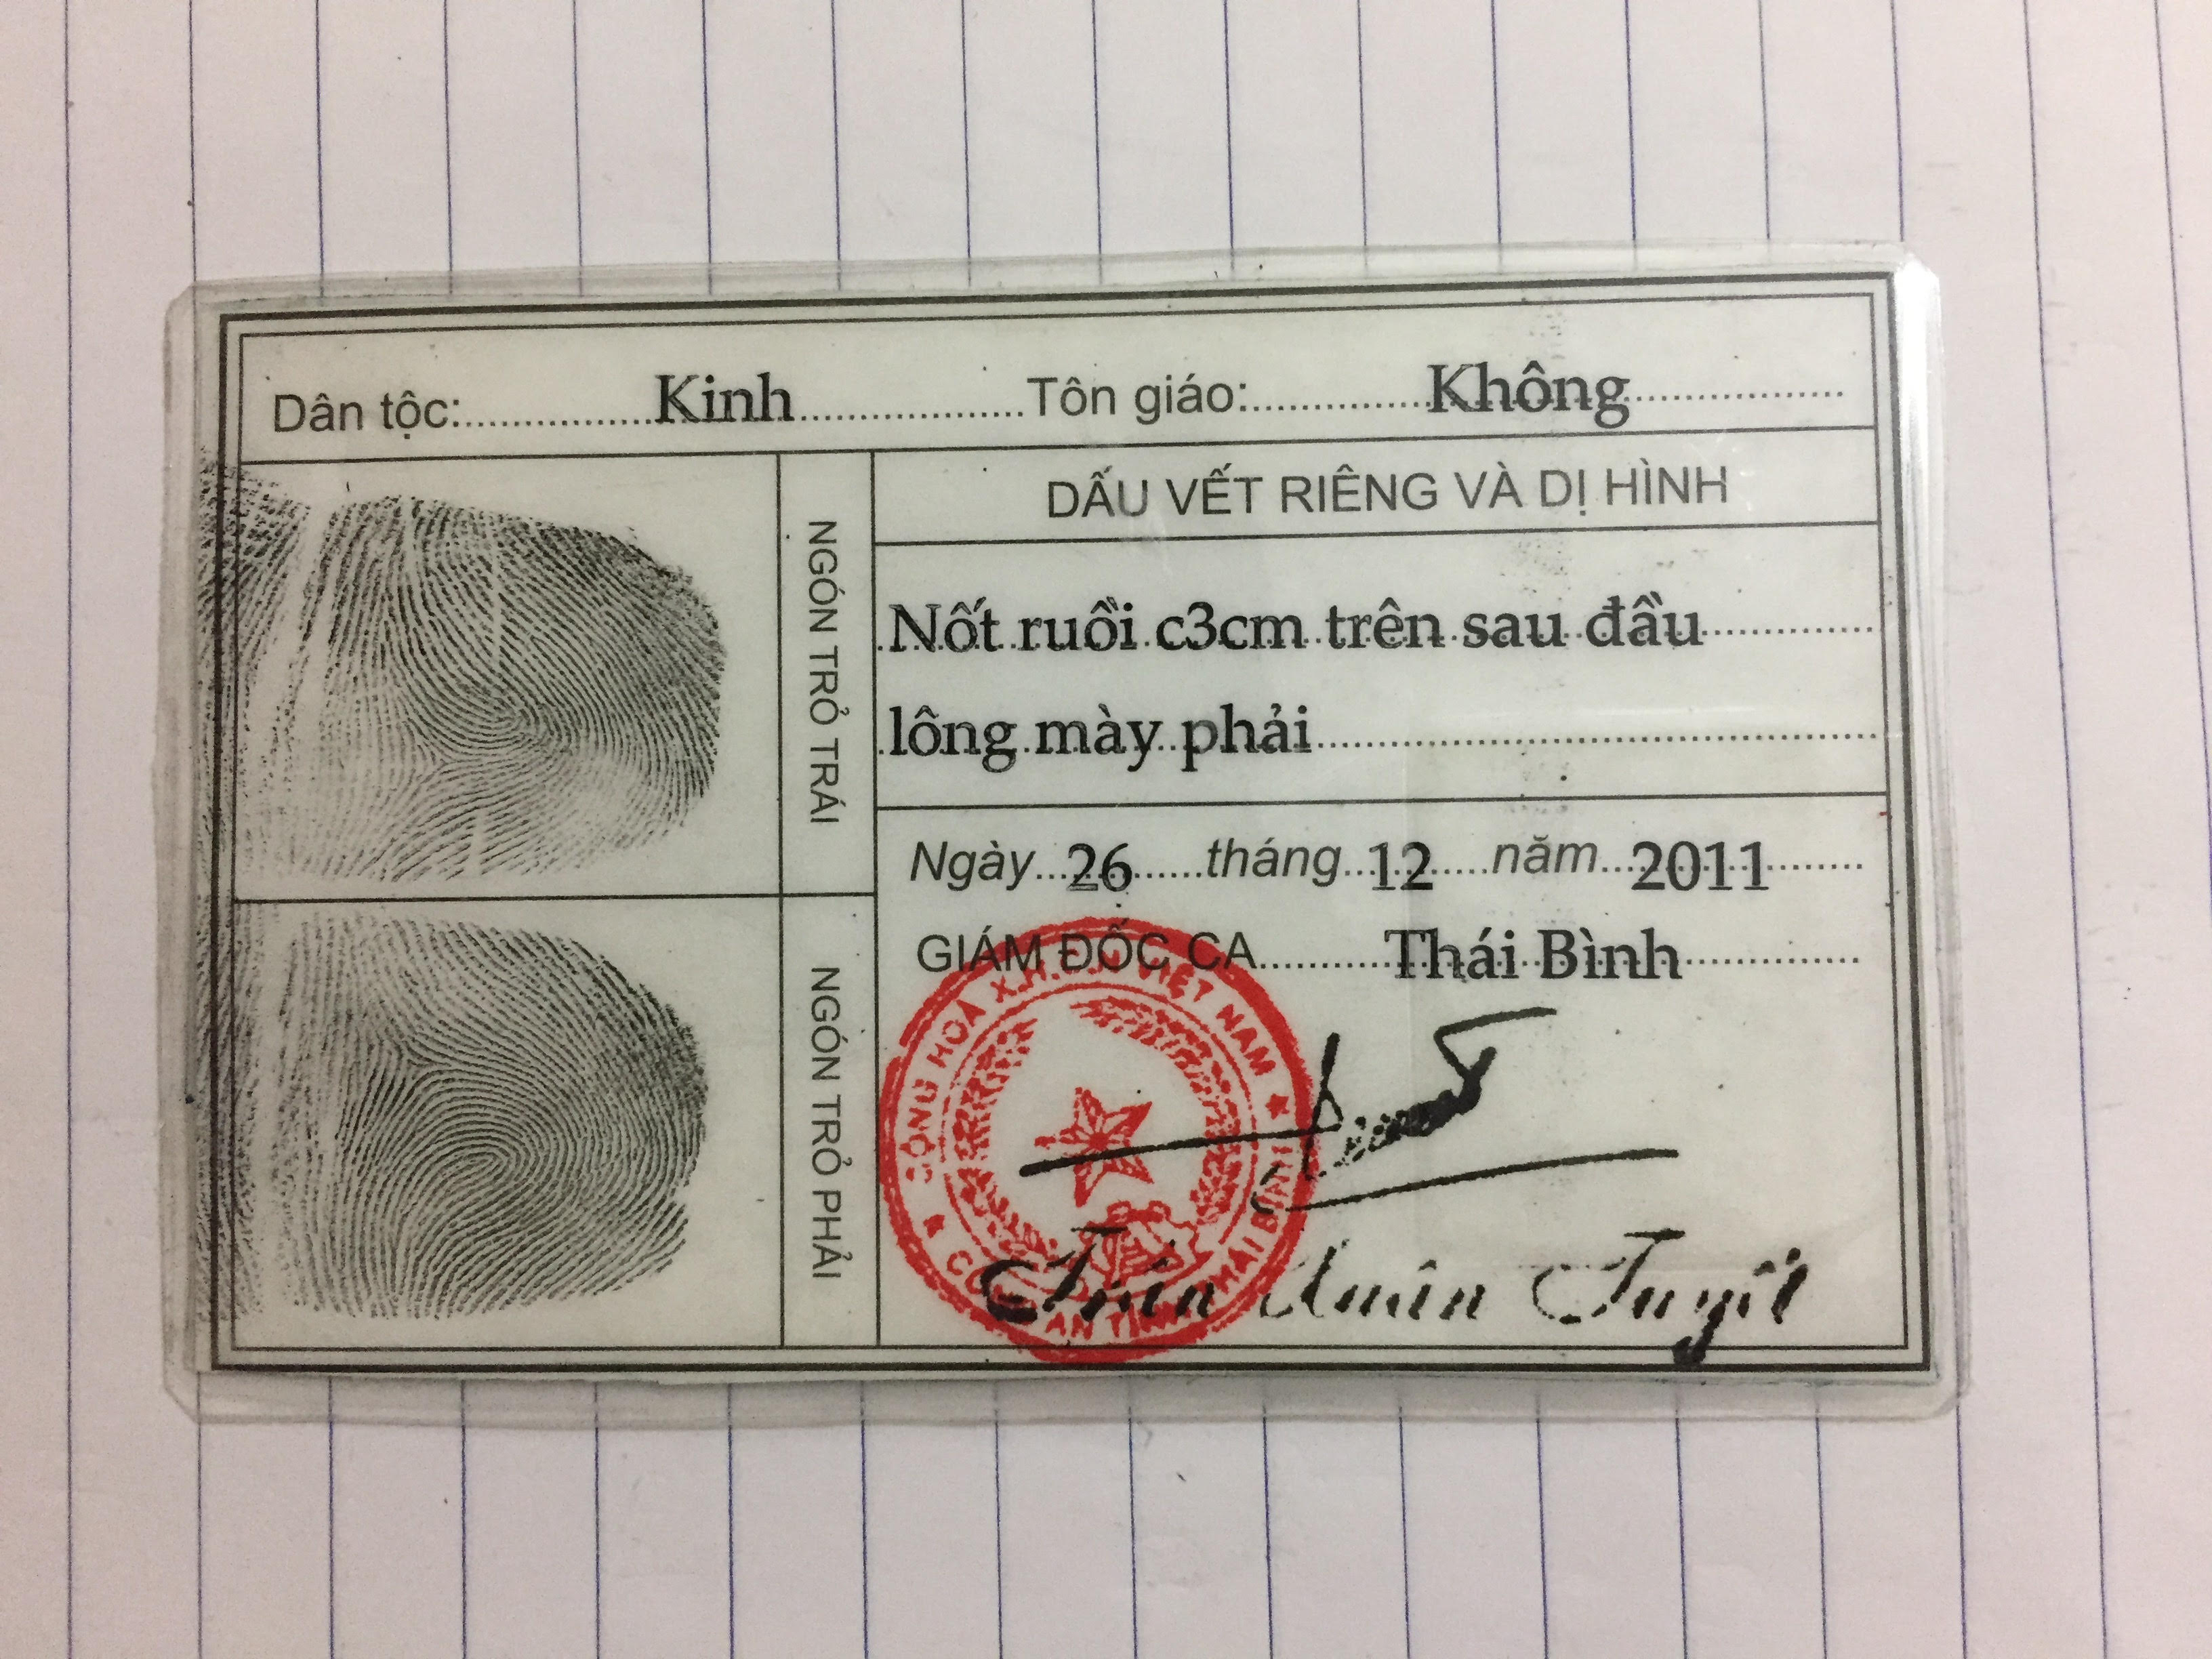 Dân tộc: Kinh Tôn giáo: Không
NGÓN TRỎ TRÁI
DẤU VẾT RIÊNG VÀ DỊ HÌNH
Nốt ruồi c3cm trên sau đầu
lông mày phải
Ngày 26 tháng 12 năm 2011
GIÁM ĐỐC CA Thái Bình
NGÓN TRỎ PHẢI
CỘNG HOÀ X.H.C.N VIỆT NAM
CÔNG AN TỈNH THÁI BÌNH
Trần Xuân Tuyết